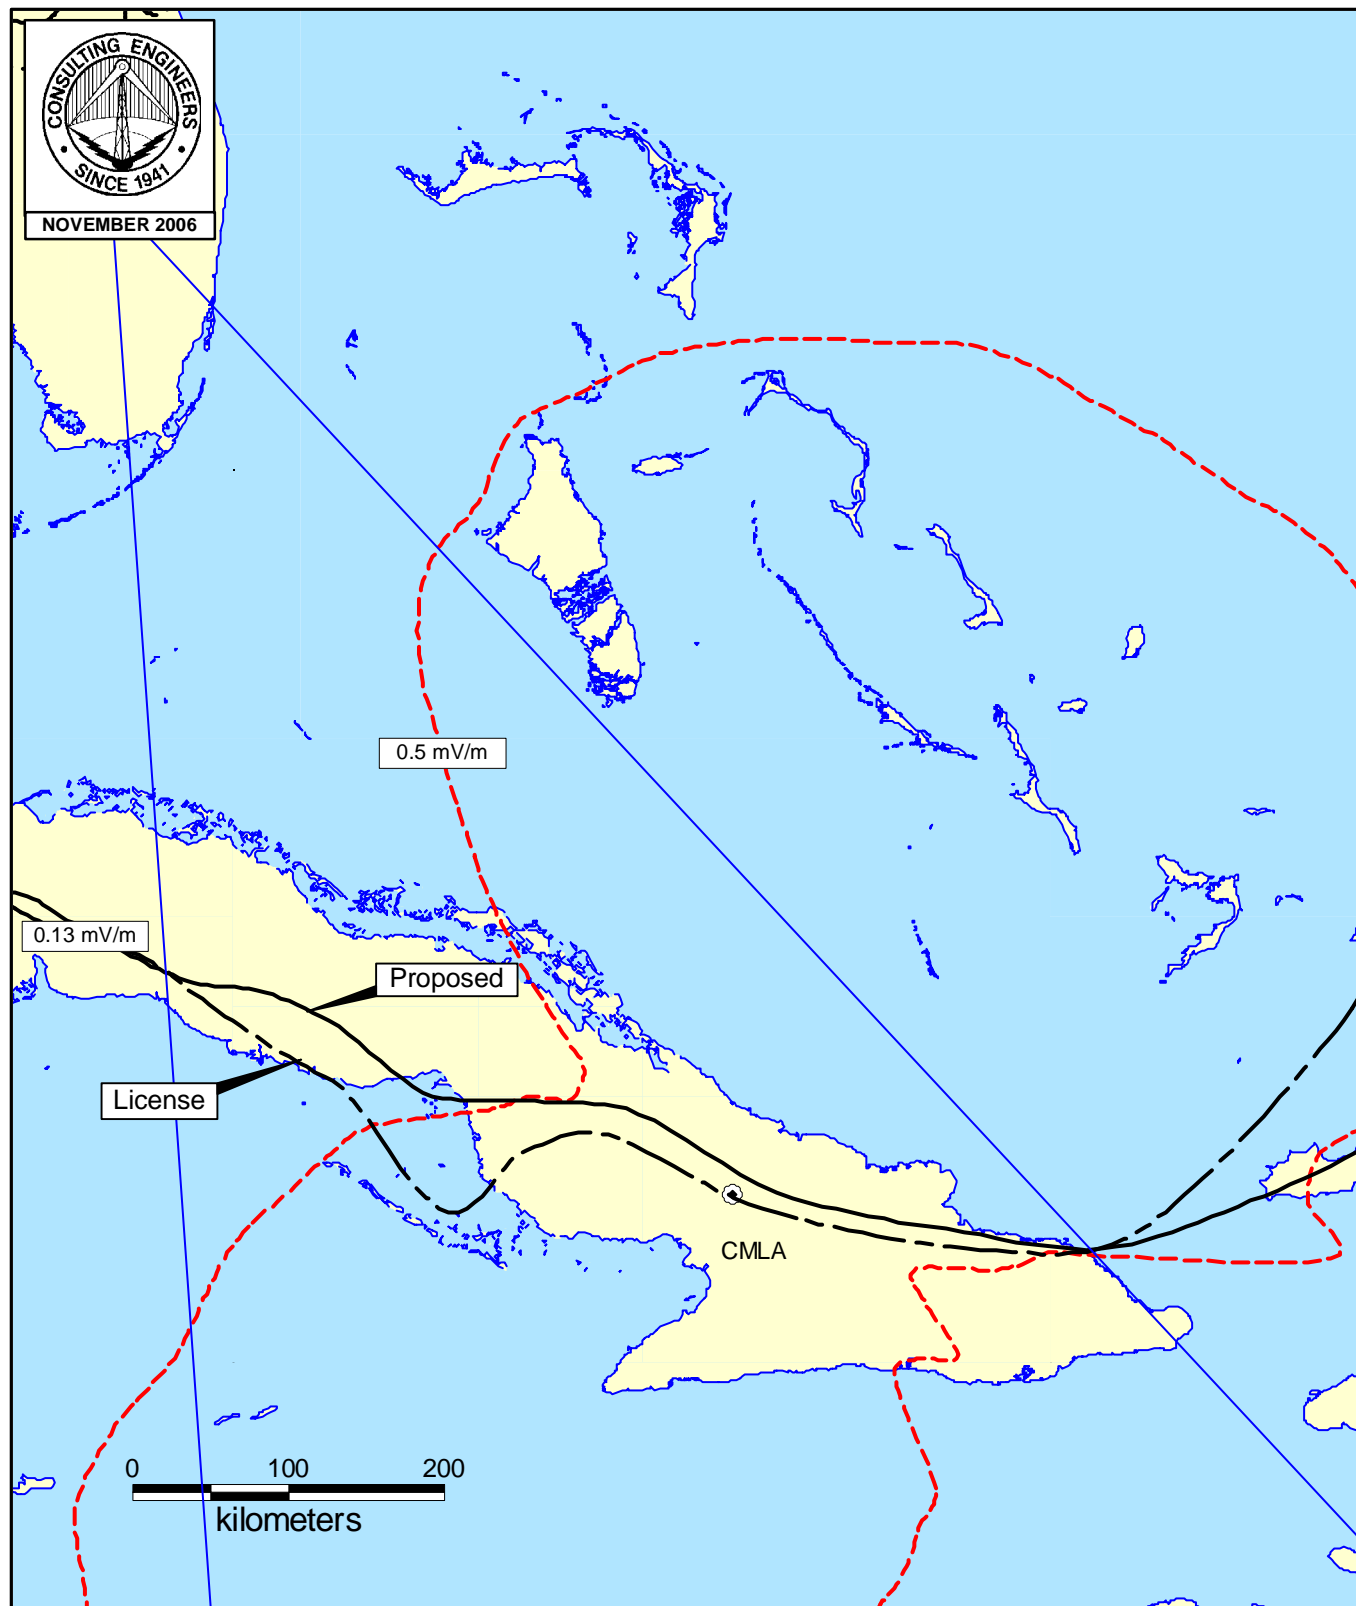 CONSULTING ENGINEERS
SINCE 1941
NOVEMBER 2006
0.5 mV/m
0.13 mV/m
Proposed
License
CMLA
0 100 200
kilometers